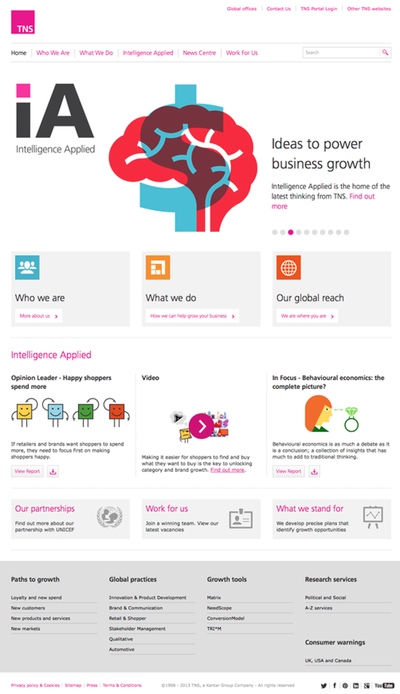 Global offices | Contact Us | TNS Portal Login | Other TNS websites
TNS
Home | Who We Are | What We Do | Intelligence Applied | News Centre | Work For Us
Search
iA
Intelligence Applied
Ideas to power
business growth
Intelligence Applied is the home of the
latest thinking from TNS. Find out
more
Who we are
More about us
What we do
How we can help grow your business
Our global reach
We are where you are
Intelligence Applied
Opinion Leader - Happy shoppers
spend more
If retailers and brands want shoppers to spend
more, they need to focus first on making
shoppers happy.
View Report
Video
Making it easier for shoppers to find and buy
what they want to buy is the key to unlocking
category and brand growth. Find out more.
In Focus - Behavioural economics: the
complete picture?
Behavioural economics is as much a debate as it
is a conclusion; a collection of insights that has
much to add to traditional thinking.
View Report
Our partnerships
Find out more about our
partnership with UNICEF
Work for us
Join a winning team. View our
latest vacancies
What we stand for
We develop precise plans that
identify growth opportunities
Paths to growth
Loyalty and new spend
New customers
New products and services
New markets
Global practices
Innovation & Product Development
Brand & Communication
Retail & Shopper
Stakeholder Management
Qualitative
Automotive
Growth tools
Matrix
NeedScope
ConversionModel
TRI*M
Research services
Political and Social
A-Z services
Consumer warnings
UK, USA and Canada
Privacy policy & Cookies | Sitemap | Press | Terms & Conditions.
©1998 - 2013 TNS, a Kantar Group Company - All rights reserved
You Tube